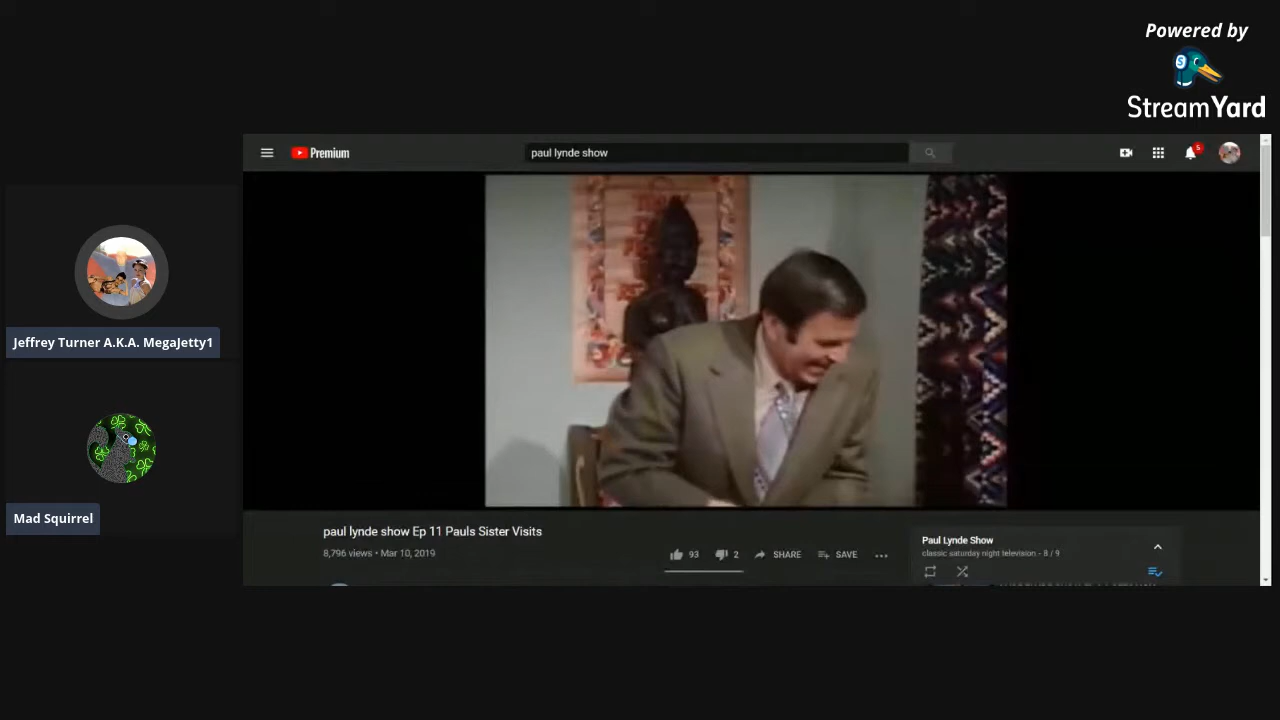 Powered by
StreamYard
Premium
paul lynde show
5
Jeffrey Turner A.K.A. MegaJetty1
Mad Squirrel
paul lynde show Ep 11 Pauls Sister Visits
8,796 views • Mar 10, 2019
93
2
SHARE
SAVE
Paul Lynde Show
classic saturday night television - 8 / 9